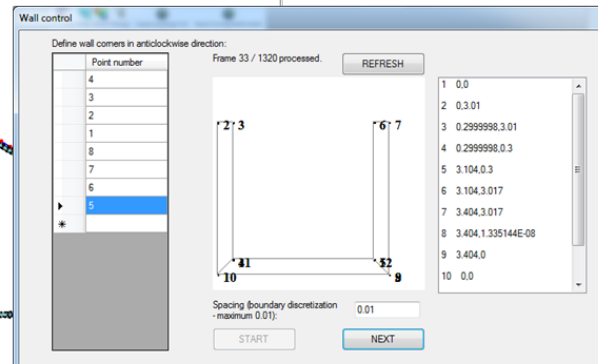 Wall control
Define wall corners in anticlockwise direction:
Frame 33 / 1320 processed.
REFRESH
Point number
4
3
2
1
8
7
6
5
2 3
6 7
10
9
1 0,0
2 0,3.01
3 0.2999998,3.01
4 0.2999998,0.3
5 3.104,0.3
6 3.104,3.017
7 3.404,3.017
8 3.404,1.335144E-08
9 3.404,0
10 0,0
Spacing (boundary discretization
- maximum 0.01):
0.01
START
NEXT